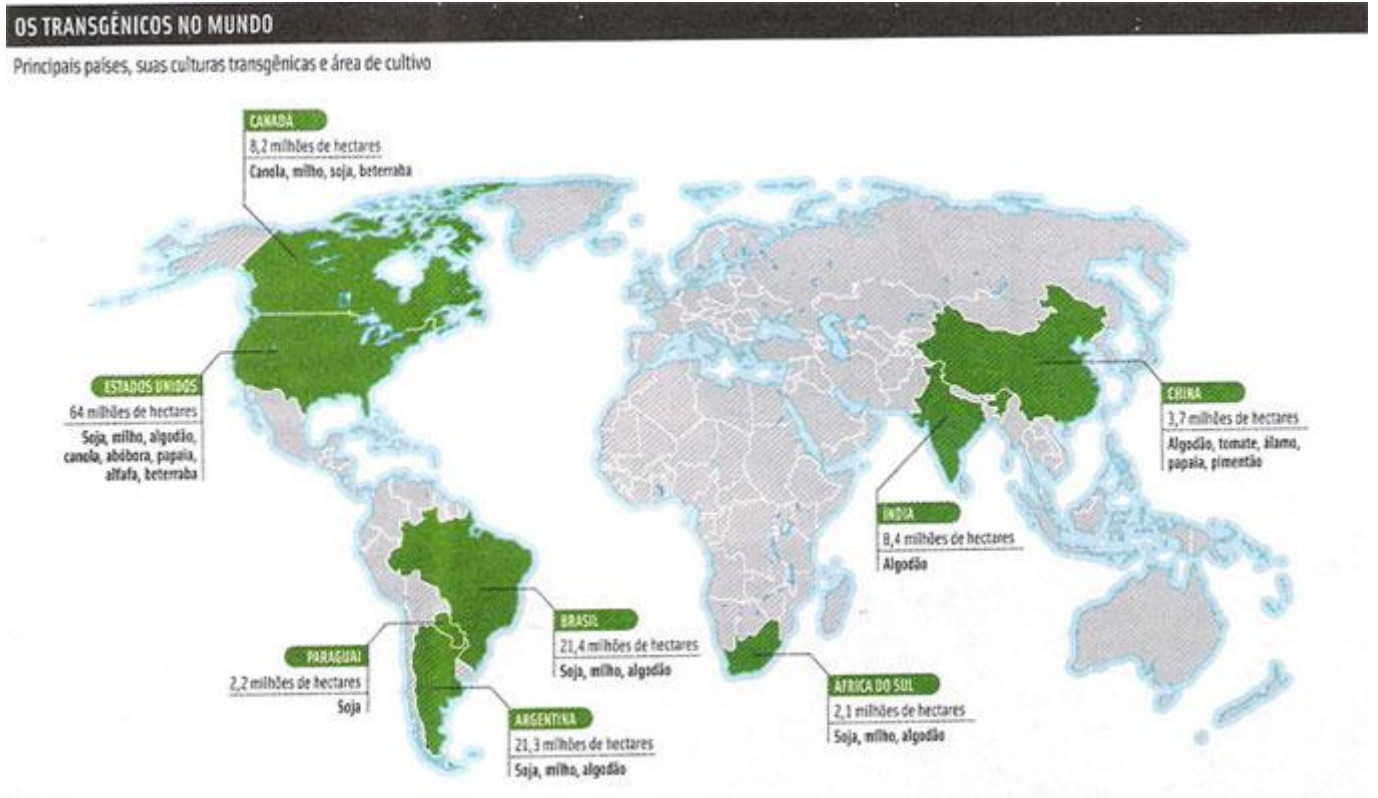 OS TRANSGÊNICOS NO MUNDO
Principais países, suas culturas transgênicas e área de cultivo
CANADÁ
8,2 milhões de hectares
Canola, milho, soja, beterraba
ESTADOS UNIDOS
64 milhões de hectares
Soja, milho, algodão,
canola, abóbora, papaia,
alfafa, beterraba
CHINA
3,7 milhões de hectares
Algodão, tomate, álamo,
papaia, pimentão
ÍNDIA
8,4 milhões de hectares
Algodão
BRASIL
21,4 milhões de hectares
Soja, milho, algodão
PARAGUAI
2,2 milhões de hectares
Soja
ARGENTINA
21,3 milhões de hectares
Soja, milho, algodão
ÁFRICA DO SUL
2,1 milhões de hectares
Soja, milho, algodão